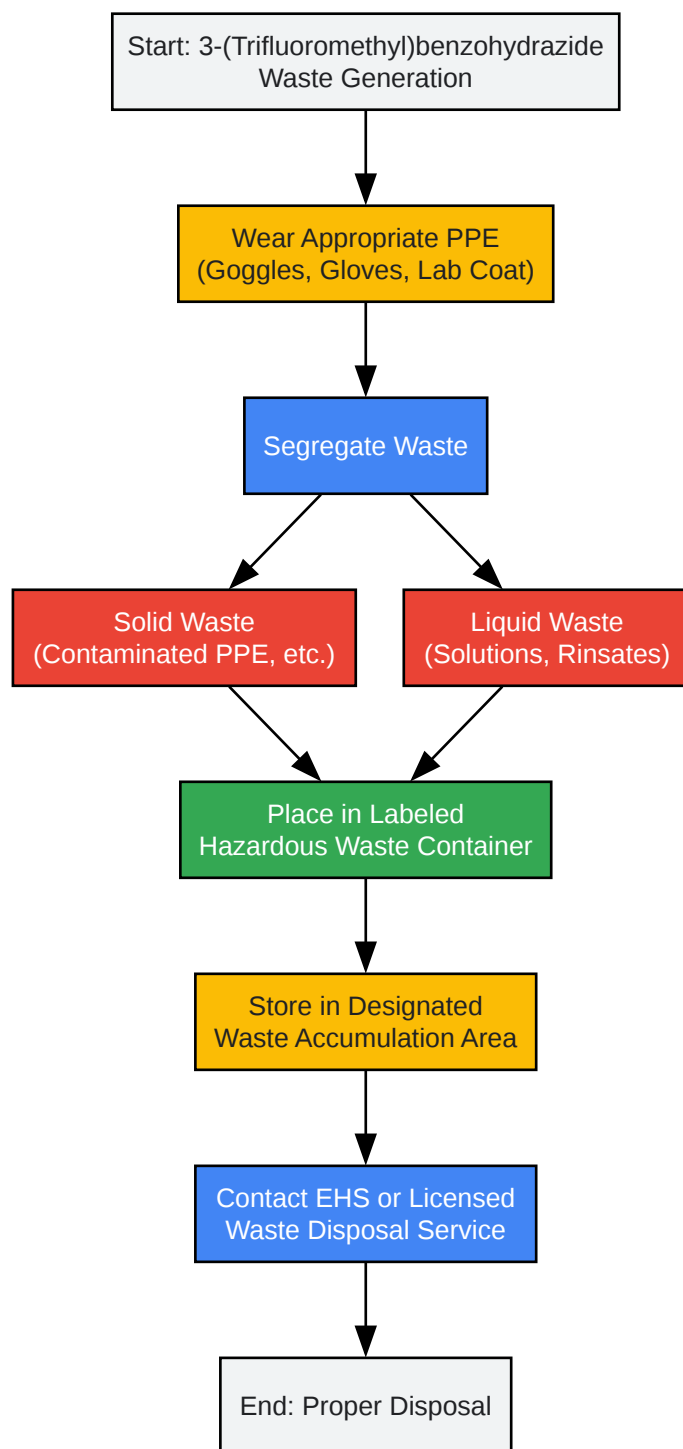 Start: 3-(Trifluoromethyl)benzohydrazide
Waste Generation
Wear Appropriate PPE
(Goggles, Gloves, Lab Coat)
Segregate Waste
Solid Waste
(Contaminated PPE, etc.)
Liquid Waste
(Solutions, Rinsates)
Place in Labeled
Hazardous Waste Container
Store in Designated
Waste Accumulation Area
Contact EHS or Licensed
Waste Disposal Service
End: Proper Disposal